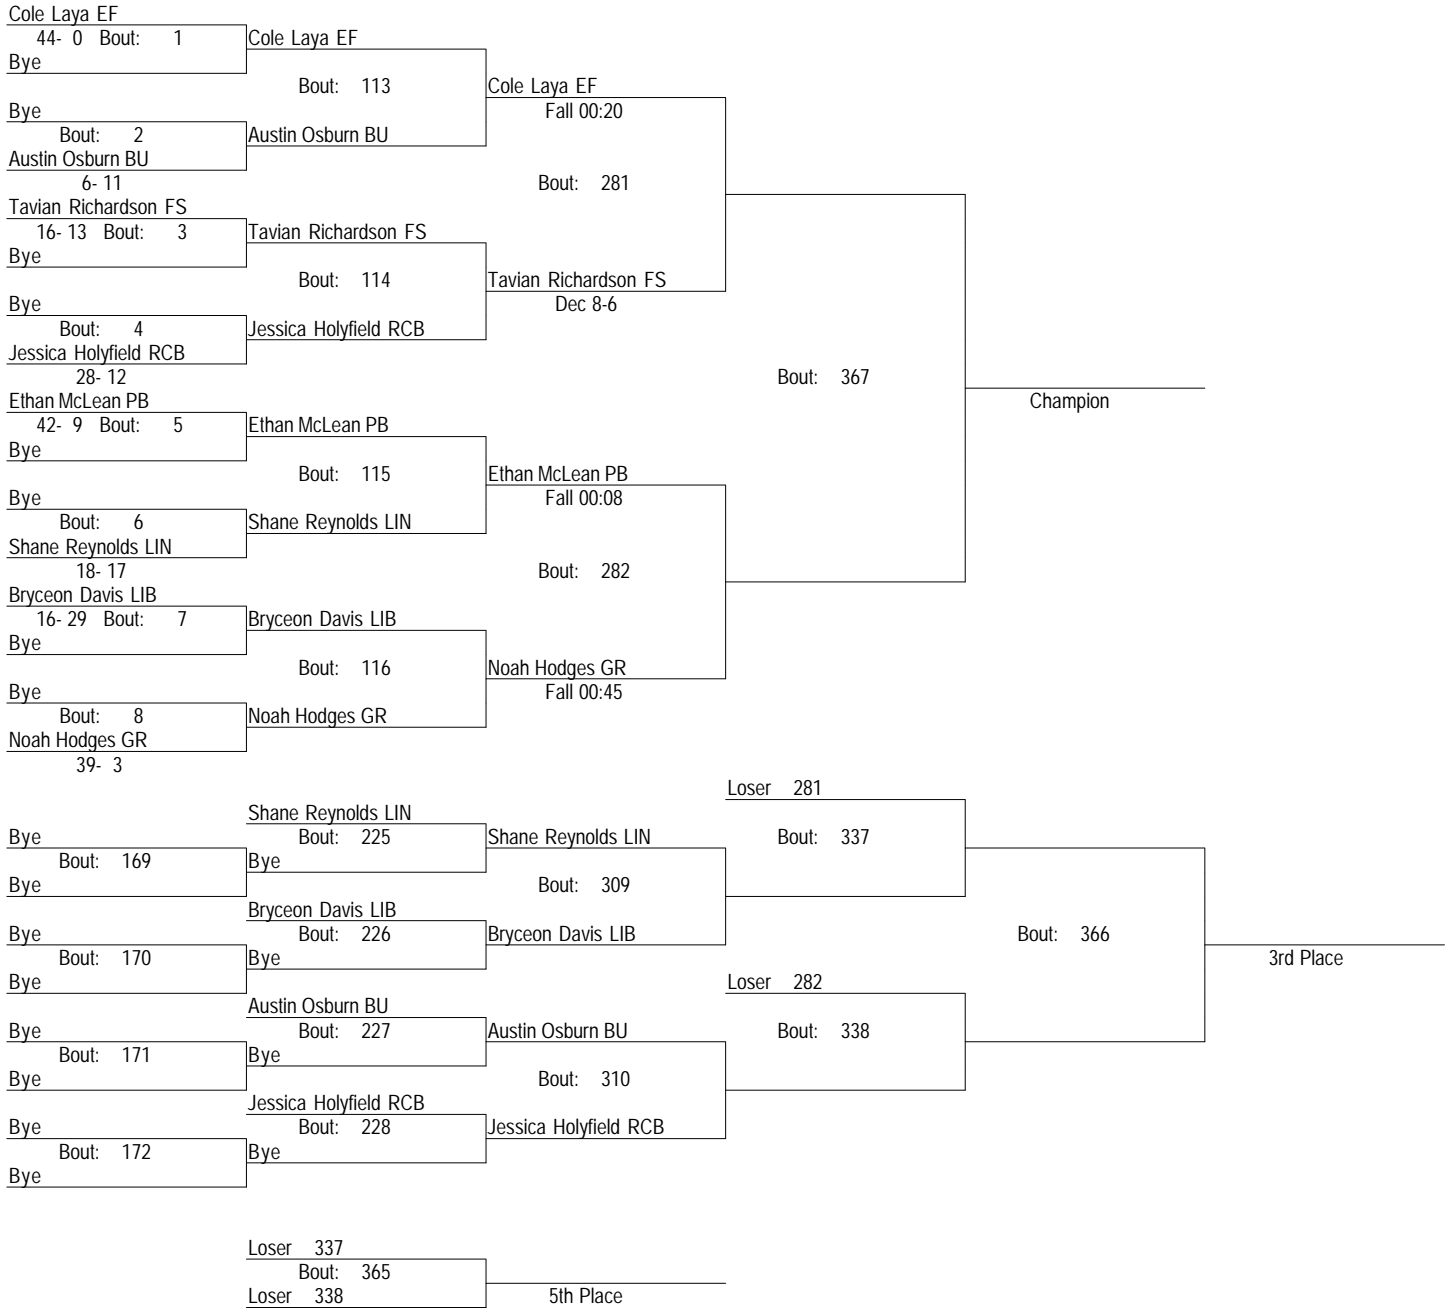 Cole Laya EF
44- 0 Bout: 1 Cole Laya EF
Bye
Bout: 113 Cole Laya EF
Bye Fall 00:20
Bout: 2 Austin Osburn BU
Austin Osburn BU
6- 11 Bout: 281
Tavian Richardson FS
16- 13 Bout: 3 Tavian Richardson FS
Bye
Bout: 114 Tavian Richardson FS
Bye Dec 8-6
Bout: 4 Jessica Holyfield RCB
Jessica Holyfield RCB
28- 12 Bout: 367
Ethan McLean PB Champion
42- 9 Bout: 5 Ethan McLean PB
Bye
Bout: 115 Ethan McLean PB
Bye Fall 00:08
Bout: 6 Shane Reynolds LIN
Shane Reynolds LIN
18- 17 Bout: 282
Bryceon Davis LIB
16- 29 Bout: 7 Bryceon Davis LIB
Bye
Bout: 116 Noah Hodges GR
Bye Fall 00:45
Bout: 8 Noah Hodges GR
Noah Hodges GR
39- 3
Loser 281
Shane Reynolds LIN
Bye Bout: 225 Shane Reynolds LIN Bout: 337
Bout: 169 Bye
Bye Bout: 309
Bryceon Davis LIB
Bye Bout: 226 Bryceon Davis LIB Bout: 366
Bout: 170 Bye 3rd Place
Bye Loser 282
Austin Osburn BU
Bye Bout: 227 Austin Osburn BU Bout: 338
Bout: 171 Bye
Bye Bout: 310
Jessica Holyfield RCB
Bye Bout: 228 Jessica Holyfield RCB
Bout: 172 Bye
Bye
Loser 337
Bout: 365
Loser 338 5th Place